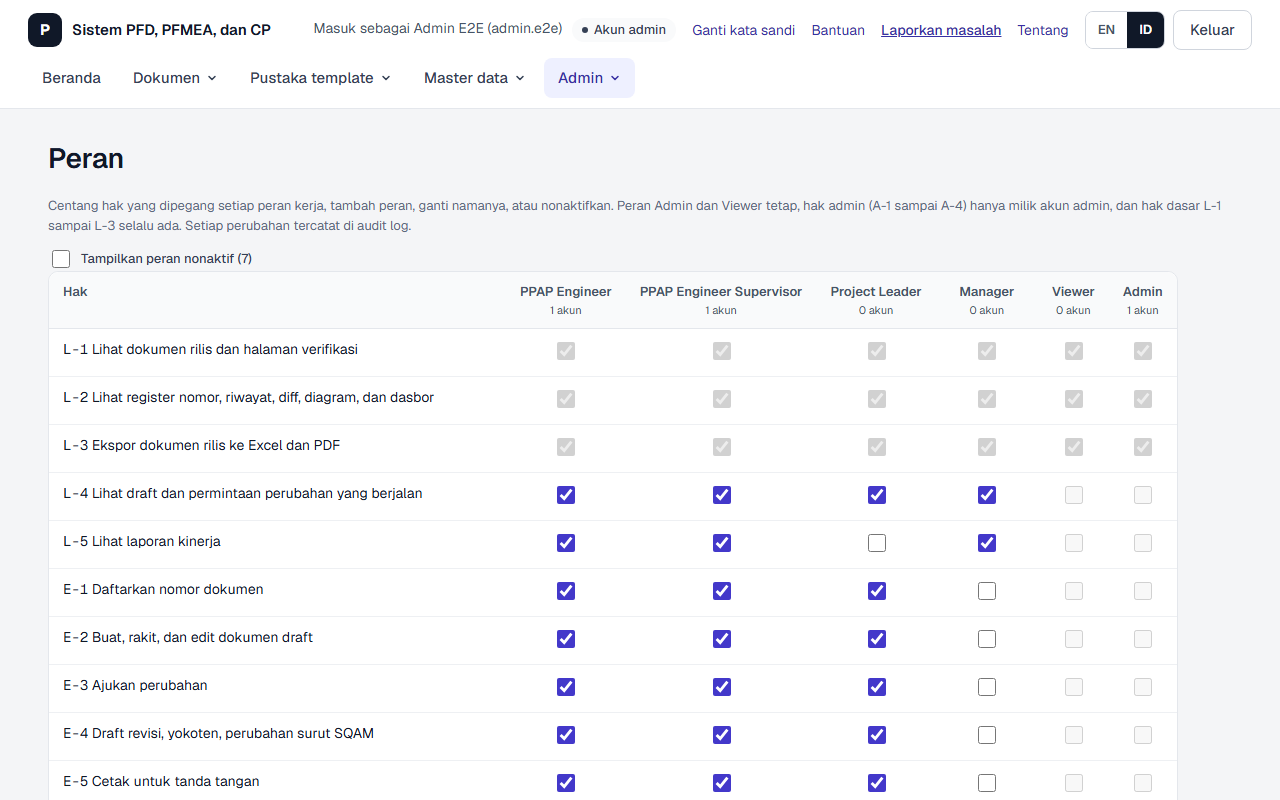 P Sistem PFD, PFMEA, dan CP Masuk sebagai Admin E2E (admin.e2e) Akun admin Ganti kata sandi Bantuan Laporkan masalah Tentang EN ID Keluar
Beranda Dokumen Pustaka template Master data Admin
Peran
Centang hak yang dipegang setiap peran kerja, tambah peran, ganti namanya, atau nonaktifkan. Peran Admin dan Viewer tetap, hak admin (A-1 sampai A-4) hanya milik akun admin, dan hak dasar L-1
sampai L-3 selalu ada. Setiap perubahan tercatat di audit log.
Tampilkan peran nonaktif (7)
Hak PPAP Engineer PPAP Engineer Supervisor Project Leader Manager Viewer Admin
1 akun 1 akun 0 akun 0 akun 0 akun 1 akun
L-1 Lihat dokumen rilis dan halaman verifikasi
L-2 Lihat register nomor, riwayat, diff, diagram, dan dasbor
L-3 Ekspor dokumen rilis ke Excel dan PDF
L-4 Lihat draft dan permintaan perubahan yang berjalan
L-5 Lihat laporan kinerja
E-1 Daftarkan nomor dokumen
E-2 Buat, rakit, dan edit dokumen draft
E-3 Ajukan perubahan
E-4 Draft revisi, yokoten, perubahan surut SQAM
E-5 Cetak untuk tanda tangan